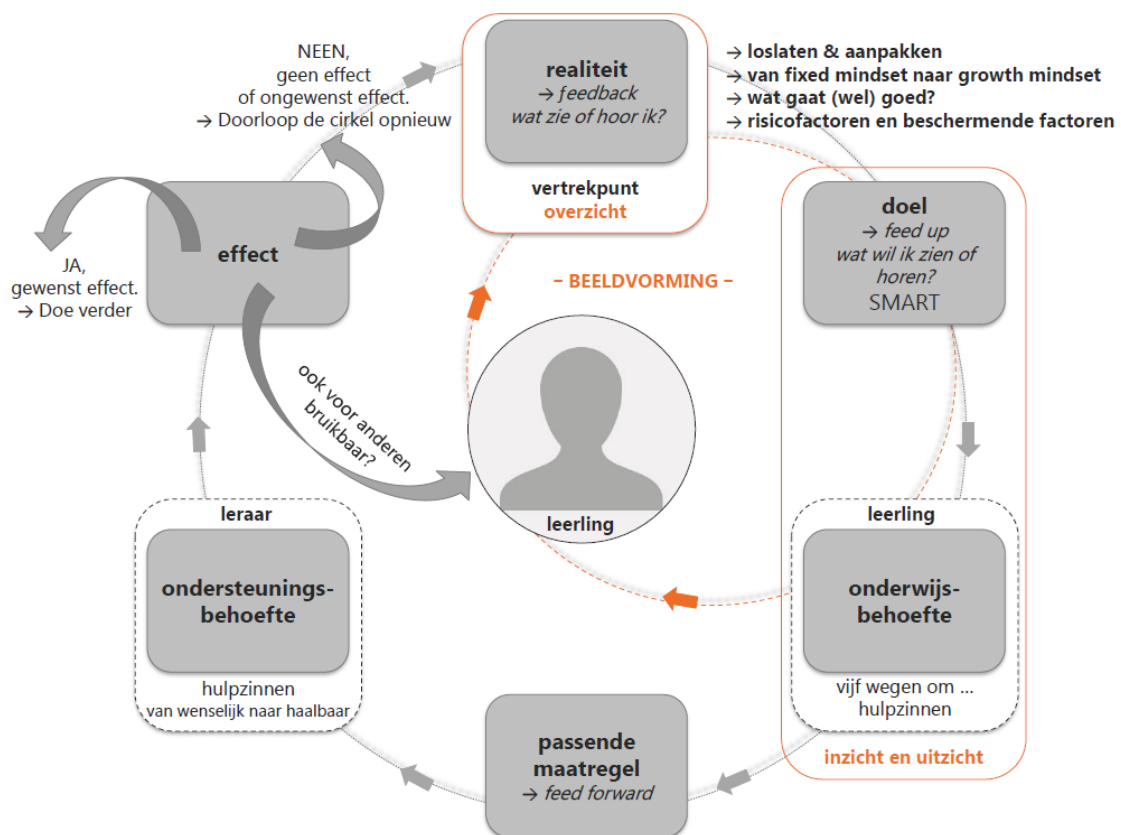 NEEN,
geen effect
of ongewenst effect.
→ Doorloop de cirkel opnieuw
realiteit
→ feedback
wat zie of hoor ik?
vertrekpunt
overzicht
→ loslaten & aanpakken
→ van fixed mindset naar growth mindset
→ wat gaat (wel) goed?
→ risicofactoren en beschermende factoren
doel
→ feed up
wat wil ik zien of
horen?
SMART
effect
JA,
gewenst effect.
→ Doe verder
– BEELDVORMING –
ook voor anderen
bruikbaar?
leerling
leraar
ondersteunings-
behoefte
hulpzinnen
van wenselijk naar haalbaar
leerling
onderwijs-
behoefte
vijf wegen om ...
hulpzinnen
inzicht en uitzicht
passende
maatregel
→ feed forward